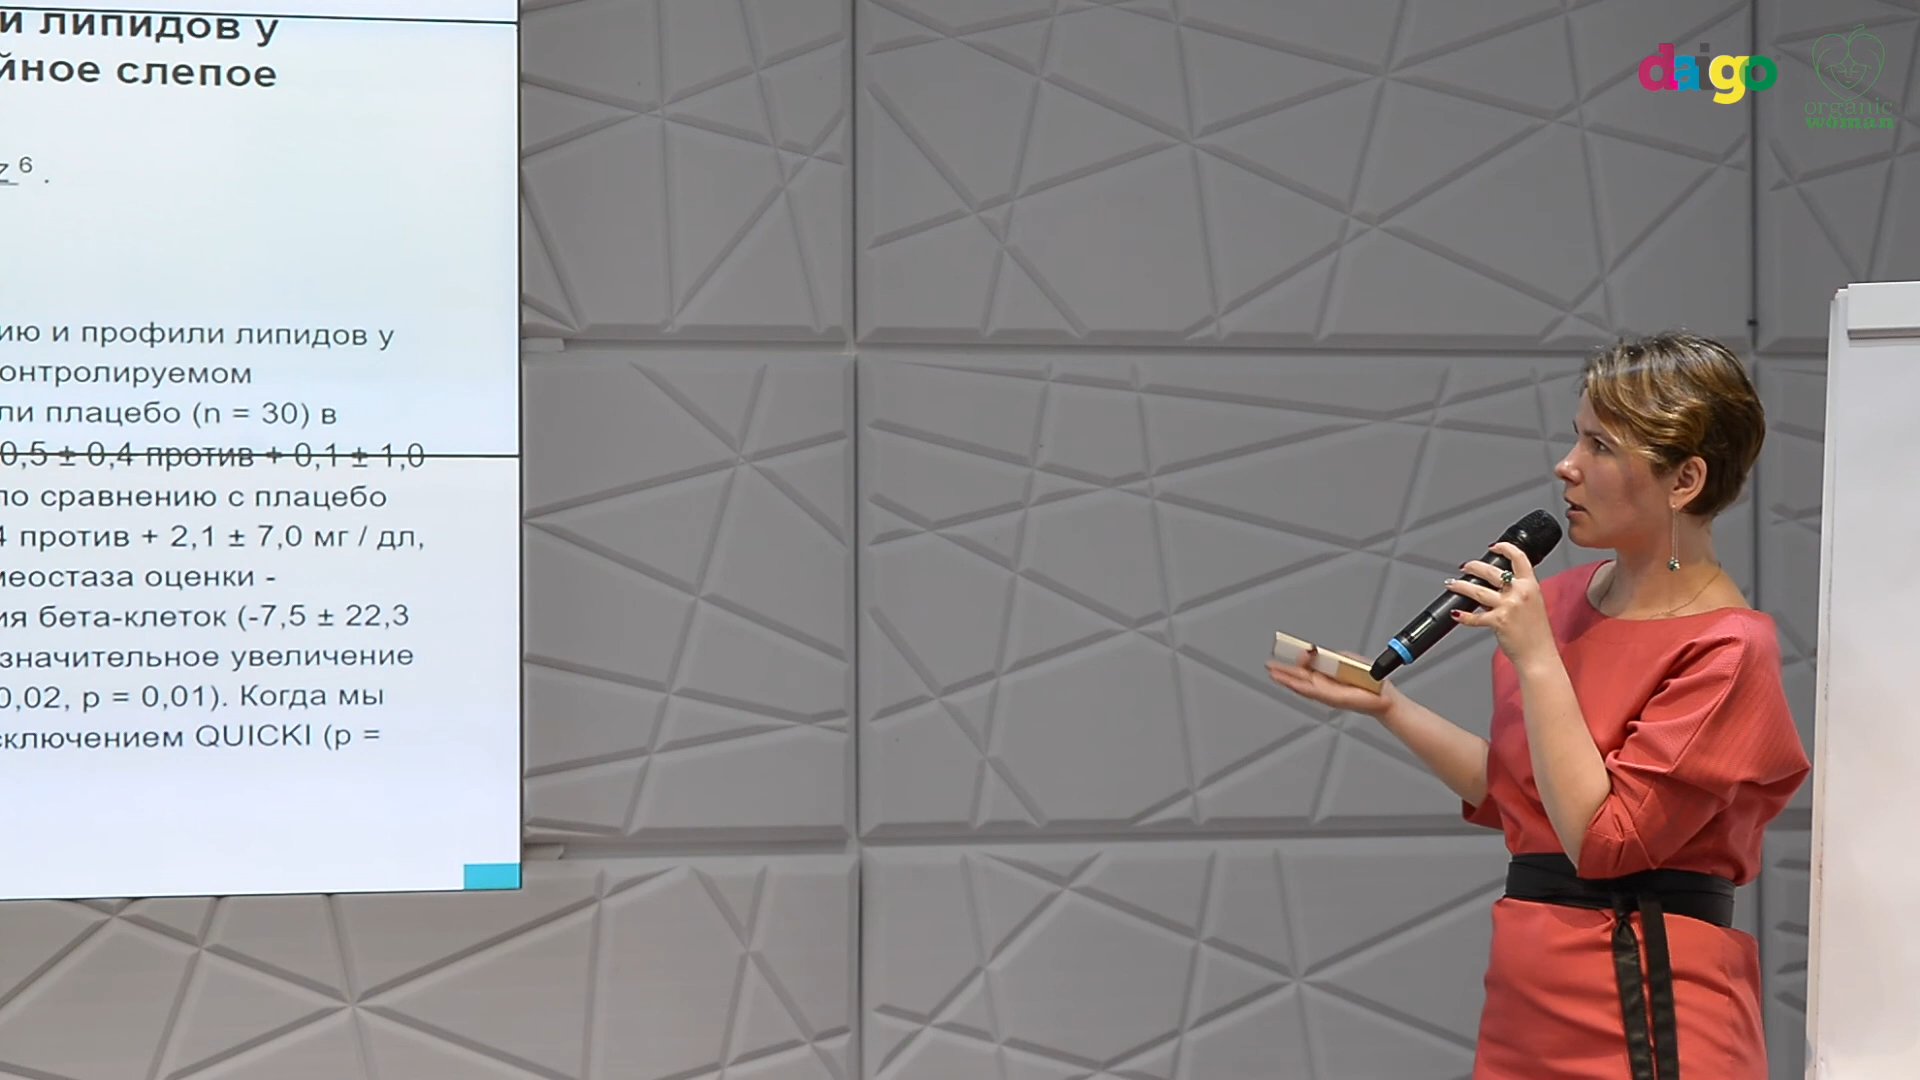 и липидов у
йное слепое
z 6 .
ию и профили липидов у
онтролируемом
ли плацебо (n = 30) в
0,5 ± 0,4 против + 0,1 ± 1,0
по сравнению с плацебо
4 против + 2,1 ± 7,0 мг / дл,
меостаза оценки -
ия бета-клеток (-7,5 ± 22,3
значительное увеличение
0,02, p = 0,01). Когда мы
сключением QUICKI (p =
daigo
organic
woman